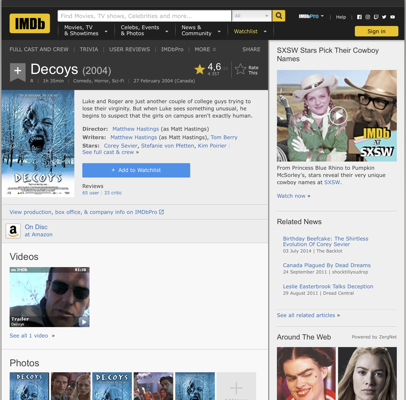 IMDb
Find Movies, TV shows, Celebrities and more...
All
IMDbPro
Help
Movies, TV
& Showtimes
Celebs, Events
& Photos
News &
Community
Watchlist
Sign in
FULL CAST AND CREW | TRIVIA | USER REVIEWS | IMDbPro | MORE
SHARE
Decoys (2004)
4,6
Rate
This
1h 35min | Comedy, Horror, Sci-Fi | 27 February 2004 (Canada)
DECOYS
Luke and Roger are just another couple of college guys trying to
lose their virginity. But when Luke sees something unusual, he
begins to suspect that the girls on campus aren't exactly human.
Director: Matthew Hastings (as Matt Hastings)
Writers: Matthew Hastings (as Matt Hastings), Tom Berry
Stars: Corey Sevier, Stefanie von Pfetten, Kim Poirier |
See full cast & crew »
+ Add to Watchlist
Reviews
65 user | 33 critic
View production, box office, & company info on IMDbPro
a
On Disc
at Amazon
Videos
Trailer
Decoys
See all 1 video »
Photos
DECOYS
DECOYS
DECOYS
SXSW Stars Pick Their Cowboy
Names
IMDb
at
SXSW
From Princess Blue Rhino to Pumpkin
McSorley's, stars reveal their very unique
cowboy names at SXSW.
Watch now »
Related News
Birthday Beefcake: The Shirtless
Evolution Of Corey Sevier
03 July 2014 | The Backlot
Canada Plagued By Dead Dreams
24 September 2011 | shocktillyoudrop
Leslie Easterbrook Talks Deception
29 August 2011 | Dread Central
See all related articles »
Around The Web
Powered by ZergNet